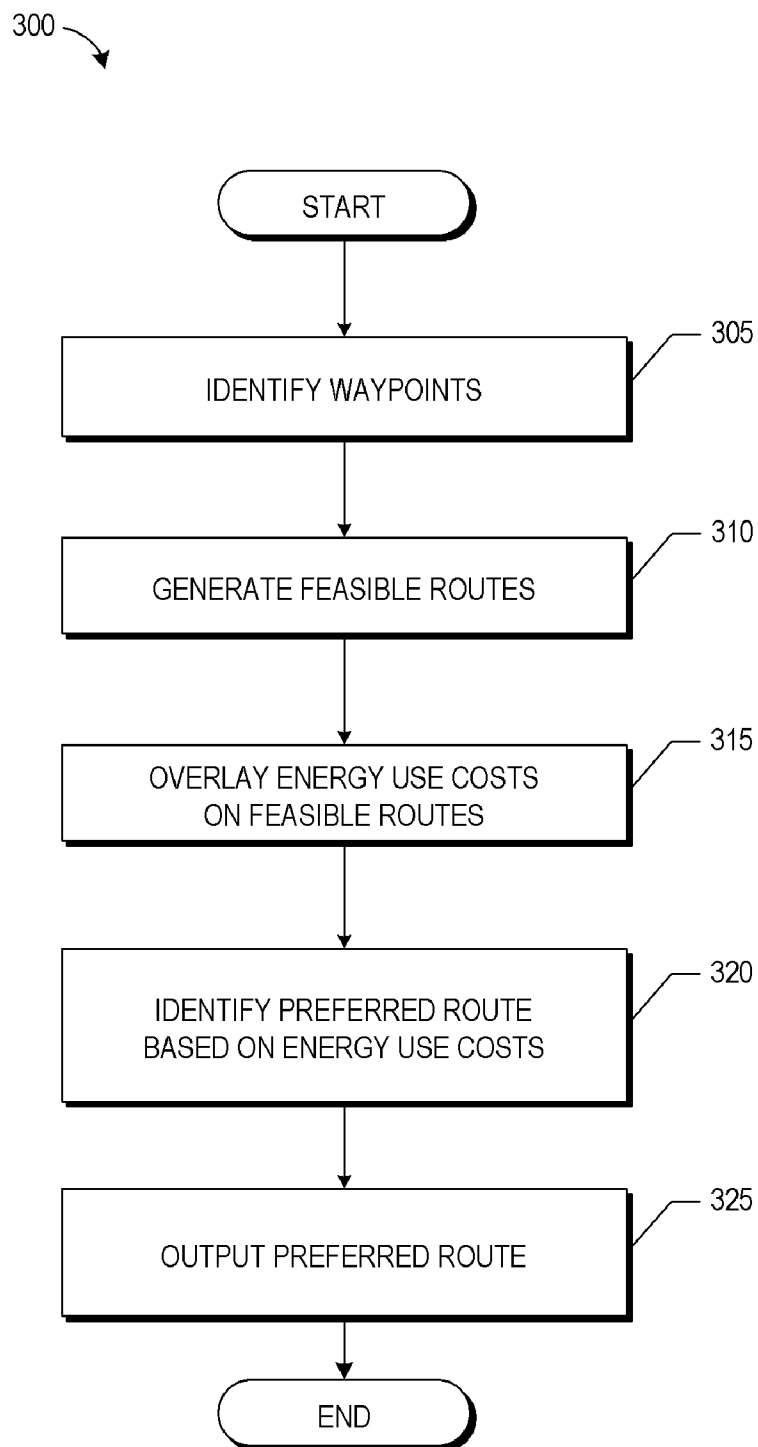 300
START
305
IDENTIFY WAYPOINTS
310
GENERATE FEASIBLE ROUTES
315
OVERLAY ENERGY USE COSTS
ON FEASIBLE ROUTES
320
IDENTIFY PREFERRED ROUTE
BASED ON ENERGY USE COSTS
325
OUTPUT PREFERRED ROUTE
END